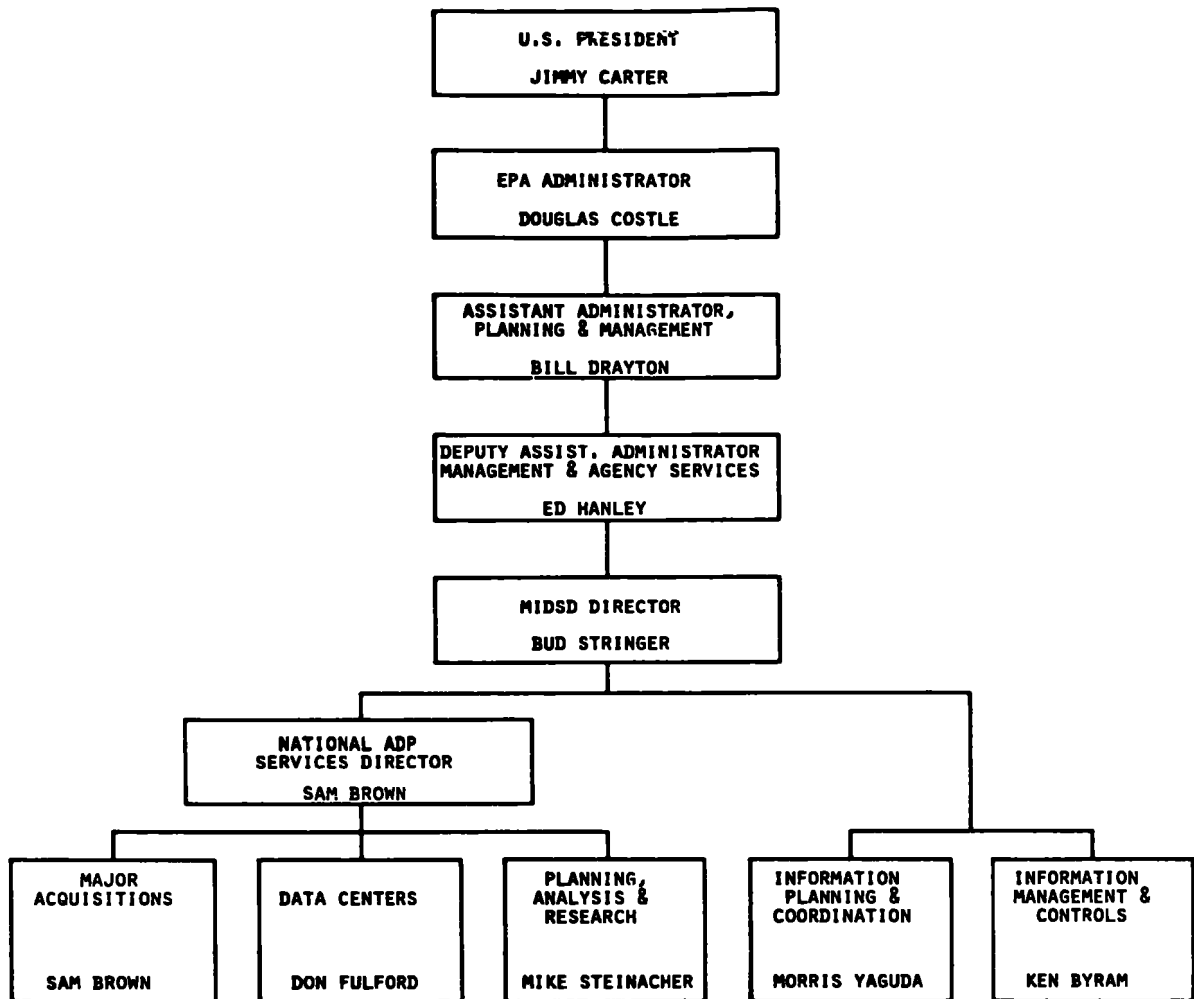 U.S. PRESIDENT
JIMMY CARTER
EPA ADMINISTRATOR
DOUGLAS COSTLE
ASSISTANT ADMINISTRATOR,
PLANNING & MANAGEMENT
BILL DRAYTON
DEPUTY ASSIST. ADMINISTRATOR
MANAGEMENT & AGENCY SERVICES
ED HANLEY
MIDSD DIRECTOR
BUD STRINGER
NATIONAL ADP
SERVICES DIRECTOR
SAM BROWN
MAJOR
ACQUISITIONS
SAM BROWN
DATA CENTERS
DON FULFORD
PLANNING,
ANALYSIS &
RESEARCH
MIKE STEINACHER
INFORMATION
PLANNING &
COORDINATION
MORRIS YAGUDA
INFORMATION
MANAGEMENT &
CONTROLS
KEN BYRAM